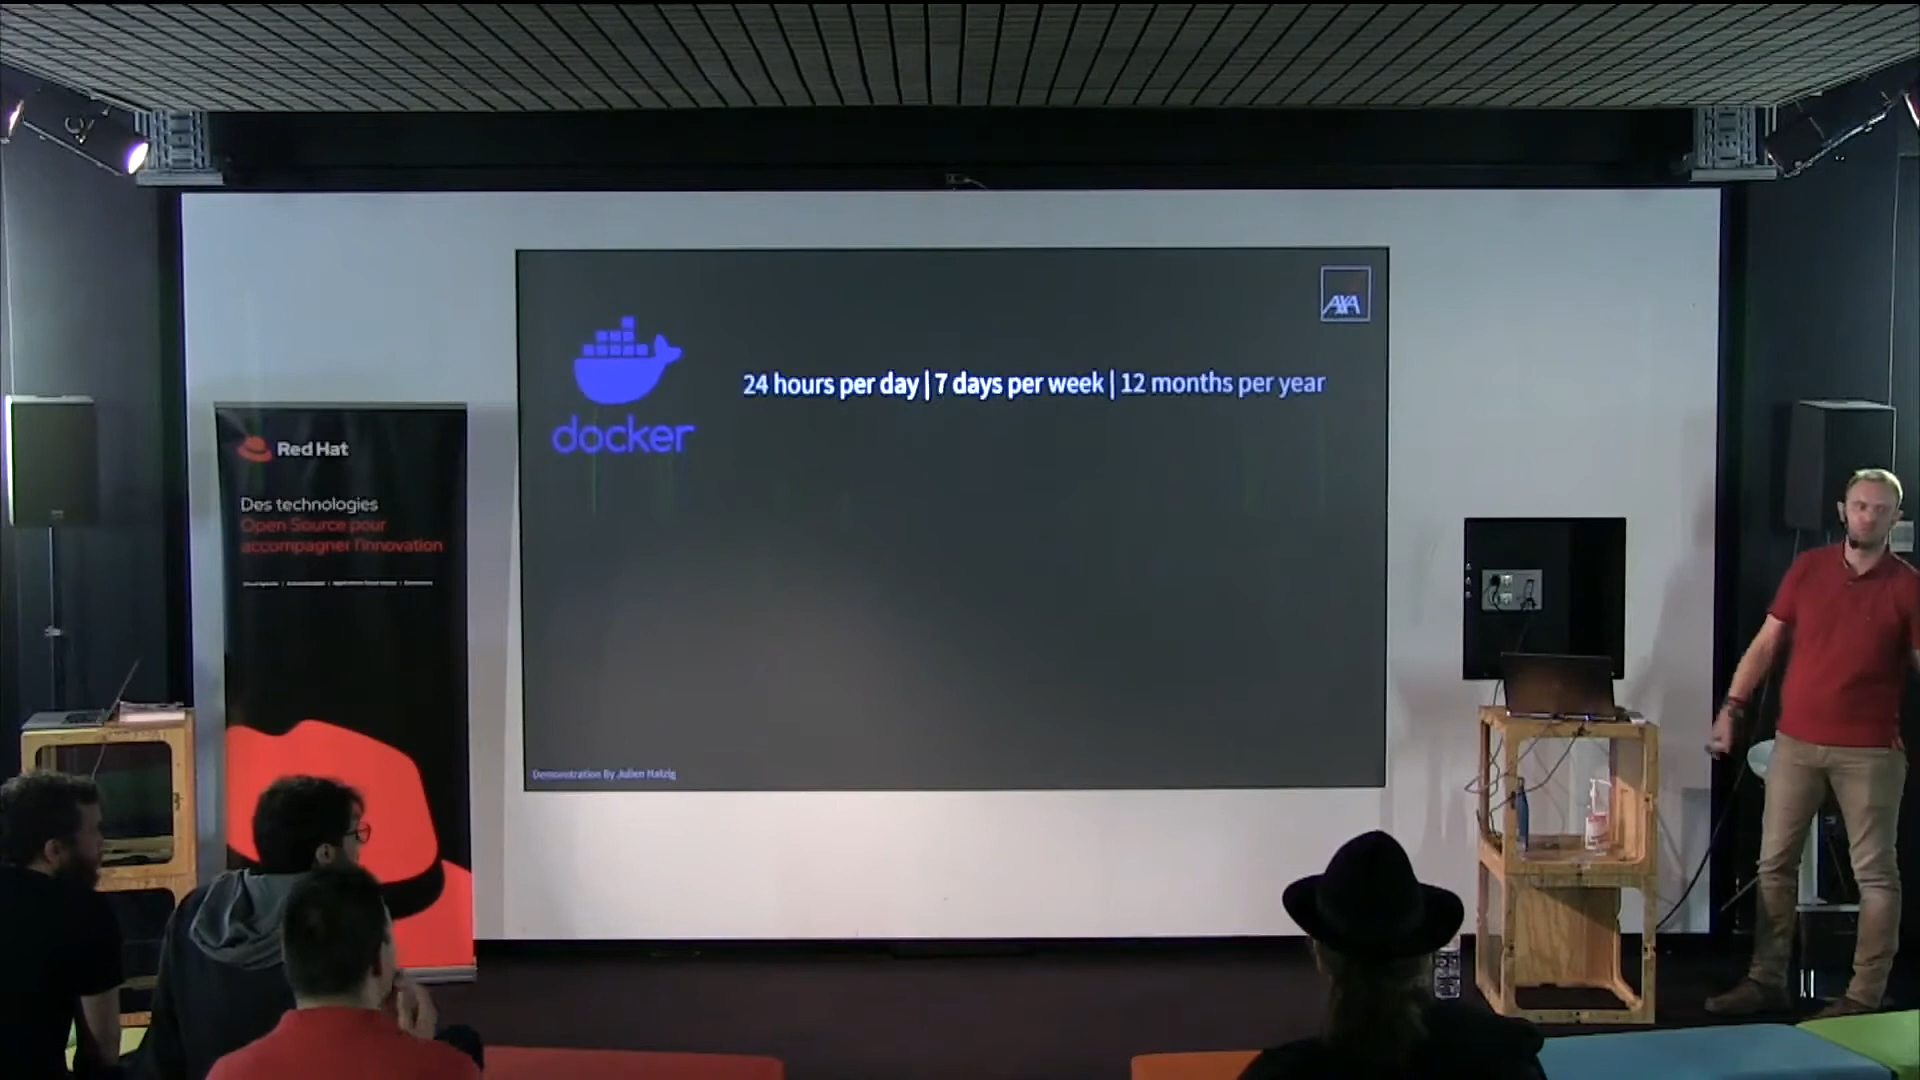 AXA
docker
24 hours per day | 7 days per week | 12 months per year
Demonstration By Julien
Red Hat
Des technologies
Open Source pour
accompagner l'innovation